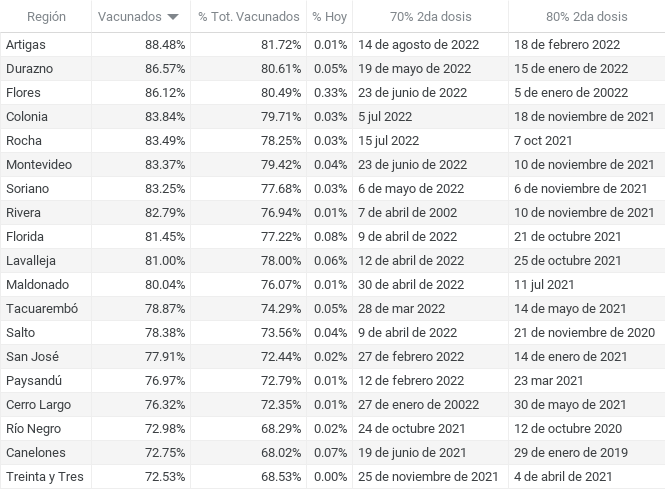 Región Vacunados % Tot. Vacunados % Hoy 70% 2da dosis 80% 2da dosis
Artigas 88.48% 81.72% 0.01% 14 de agosto de 2022 18 de febrero 2022
Durazno 86.57% 80.61% 0.05% 19 de mayo de 2022 15 de enero de 2022
Flores 86.12% 80.49% 0.33% 23 de junio de 2022 5 de enero de 20022
Colonia 83.84% 79.71% 0.03% 5 jul 2022 18 de noviembre de 2021
Rocha 83.49% 78.25% 0.03% 15 jul 2022 7 oct 2021
Montevideo 83.37% 79.42% 0.04% 23 de junio de 2022 10 de noviembre de 2021
Soriano 83.25% 77.68% 0.03% 6 de mayo de 2022 6 de noviembre de 2021
Rivera 82.79% 76.94% 0.01% 7 de abril de 2002 10 de noviembre de 2021
Florida 81.45% 77.22% 0.08% 9 de abril de 2022 21 de octubre 2021
Lavalleja 81.00% 78.00% 0.06% 12 de abril de 2022 25 de octubre 2021
Maldonado 80.04% 76.07% 0.01% 30 de abril de 2022 11 jul 2021
Tacuarembó 78.87% 74.29% 0.05% 28 de mar 2022 14 de mayo de 2021
Salto 78.38% 73.56% 0.04% 9 de abril de 2022 21 de noviembre de 2020
San José 77.91% 72.44% 0.02% 27 de febrero 2022 14 de enero de 2021
Paysandú 76.97% 72.79% 0.01% 12 de febrero 2022 23 mar 2021
Cerro Largo 76.32% 72.35% 0.01% 27 de enero de 20022 30 de mayo de 2021
Río Negro 72.98% 68.29% 0.02% 24 de octubre 2021 12 de octubre 2020
Canelones 72.75% 68.02% 0.07% 19 de junio de 2021 29 de enero de 2019
Treinta y Tres 72.53% 68.53% 0.00% 25 de noviembre de 2021 4 de abril de 2021